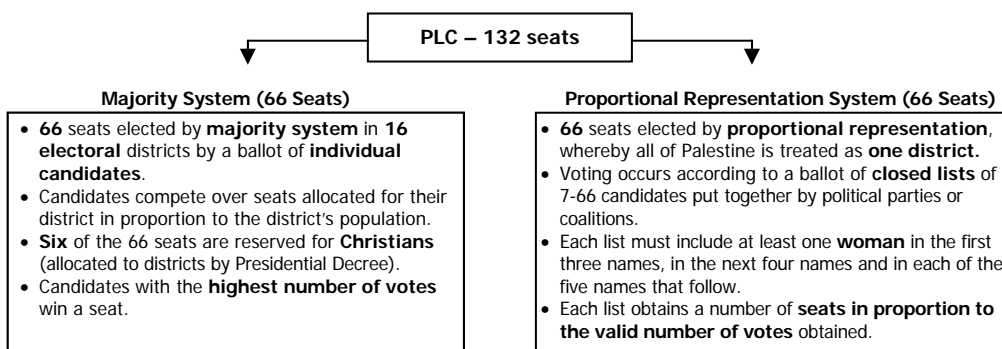 PLC – 132 seats
Majority System (66 Seats)
• 66 seats elected by majority system in 16
electoral districts by a ballot of individual
candidates.
• Candidates compete over seats allocated for their
district in proportion to the district's population.
• Six of the 66 seats are reserved for Christians
(allocated to districts by Presidential Decree).
• Candidates with the highest number of votes
win a seat.
Proportional Representation System (66 Seats)
• 66 seats elected by proportional representation,
whereby all of Palestine is treated as one district.
• Voting occurs according to a ballot of closed lists of
7-66 candidates put together by political parties or
coalitions.
• Each list must include at least one woman in the first
three names, in the next four names and in each of the
five names that follow.
• Each list obtains a number of seats in proportion to
the valid number of votes obtained.